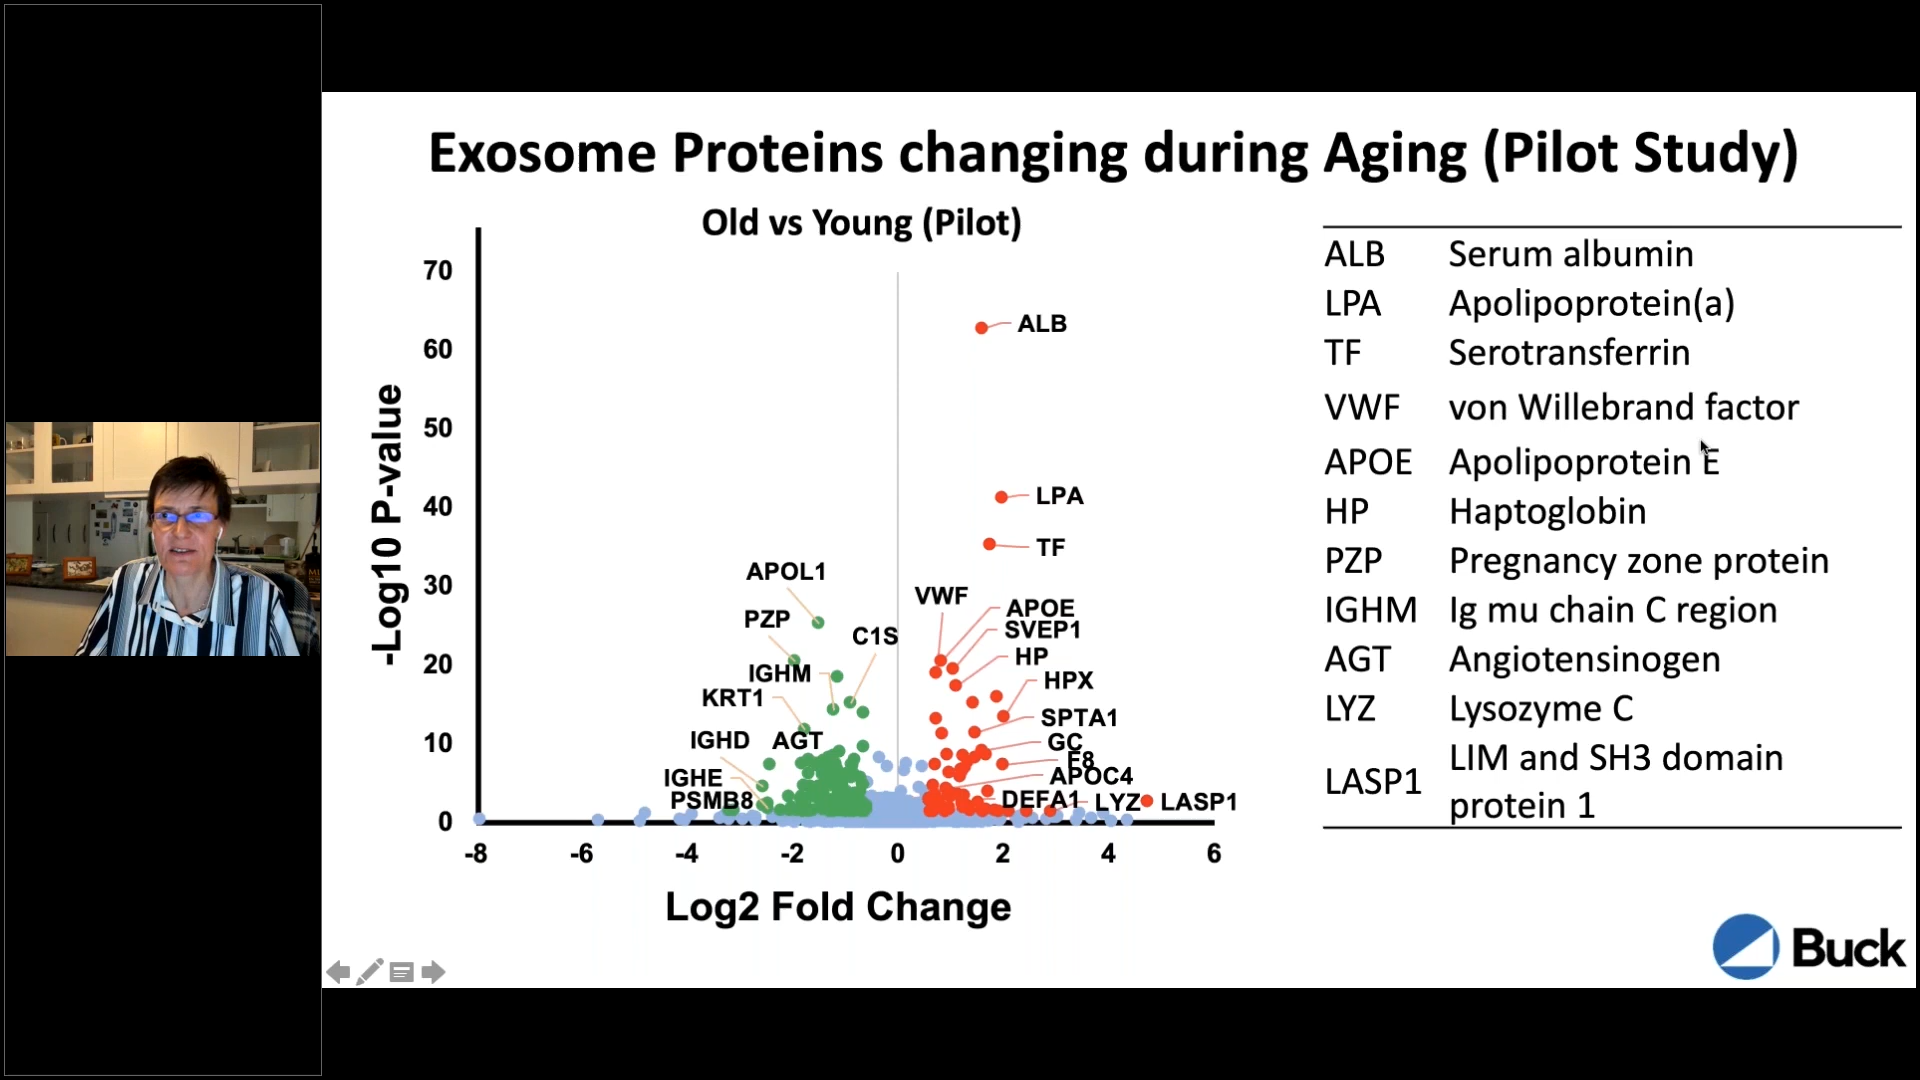 Exosome Proteins changing during Aging (Pilot Study)
Old vs Young (Pilot)
-Log10 P-value
70
60
50
40
30
20
10
0
ALB
LPA
TF
APOL1
PZP
C1S
IGHM
KRT1
IGHD
AGT
IGHE
PSMB8
VWF
APOE
SVEP1
HP
HPX
SPTA1
GC
F8
APOC4
DEFA1
LYZ
LASP1
-8 -6 -4 -2 0 2 4 6
Log2 Fold Change
ALB Serum albumin
LPA Apolipoprotein(a)
TF Serotransferrin
VWF von Willebrand factor
APOE Apolipoprotein E
HP Haptoglobin
PZP Pregnancy zone protein
IGHM Ig mu chain C region
AGT Angiotensinogen
LYZ Lysozyme C
LASP1 LIM and SH3 domain
protein 1
Buck